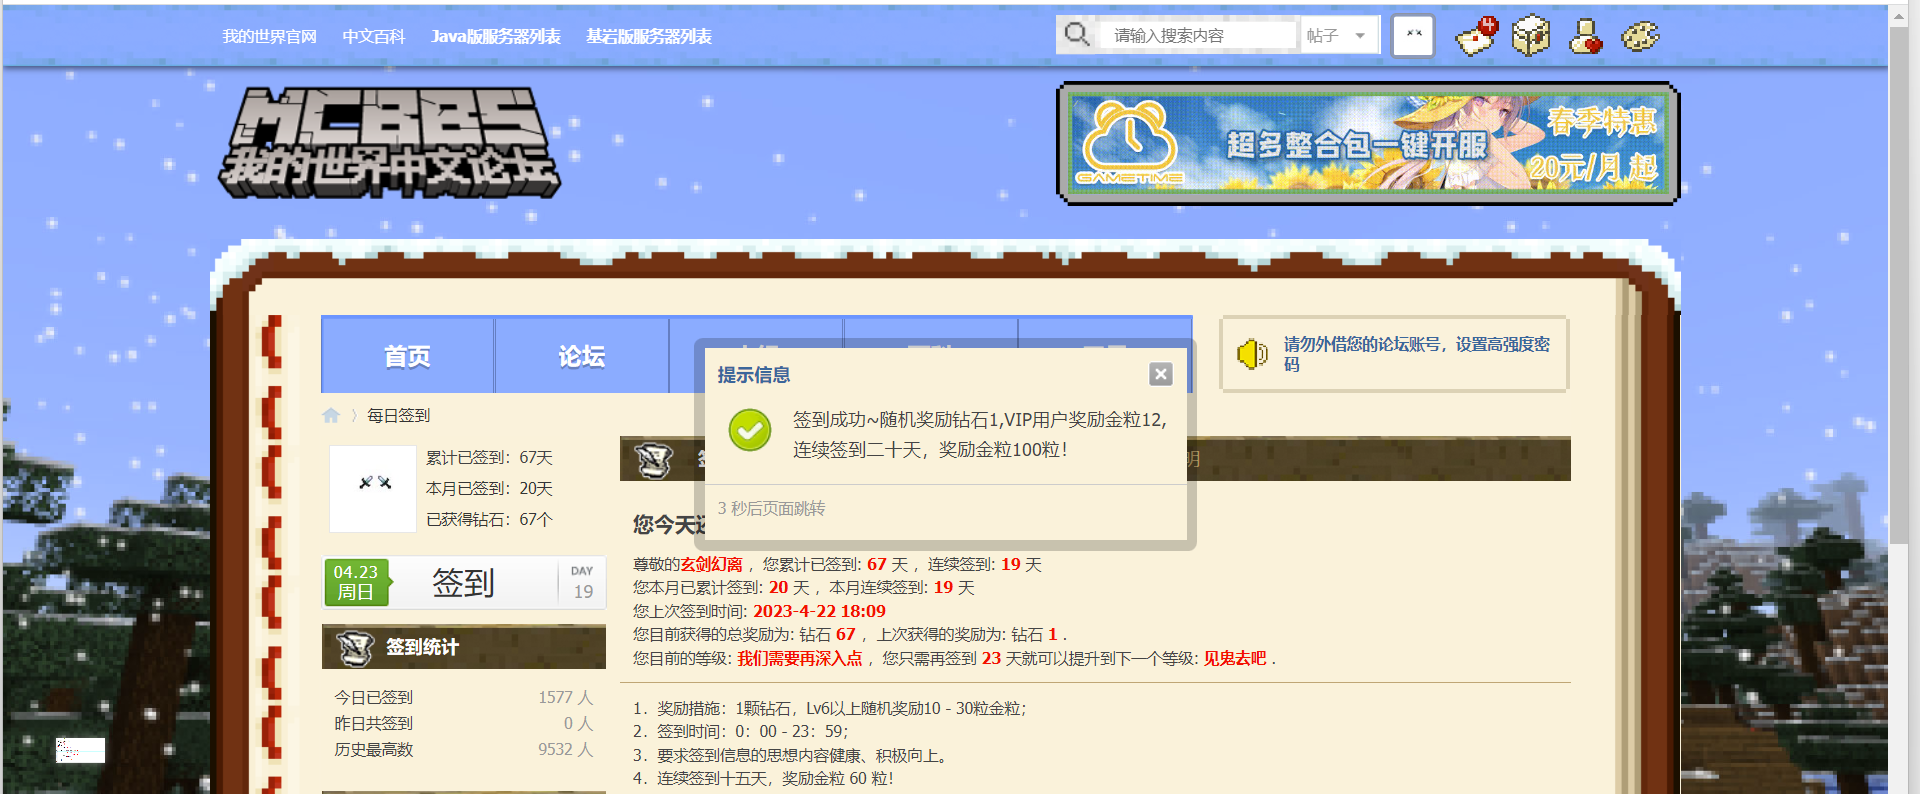 我的世界官网 中文百科 Java版服务器列表 基岩版服务器列表
请输入搜索内容 帖子
4
MCBBS
我的世界中文论坛
GAMETIME
超多整合包一键开服
春季特惠
20元/月 起
首页 论坛
请勿外借您的论坛账号，设置高强度密
码
提示信息
签到成功~随机奖励钻石1,VIP用户奖励金粒12,
连续签到二十天，奖励金粒100粒！
3 秒后页面跳转
每日签到
累计已签到：67天
本月已签到：20天
已获得钻石：67个
04.23
周日
签到
DAY
19
签到统计
今日已签到 1577 人
昨日共签到 0 人
历史最高数 9532 人
明
您今天还
尊敬的玄剑幻离 ，您累计已签到: 67 天 ，连续签到: 19 天
您本月已累计签到: 20 天 ，本月连续签到: 19 天
您上次签到时间: 2023-4-22 18:09
您目前获得的总奖励为: 钻石 67 ，上次获得的奖励为: 钻石 1 .
您目前的等级: 我们需要再深入点 ，您只需再签到 23 天就可以提升到下一个等级: 见鬼去吧 .
1．奖励措施：1颗钻石，Lv6以上随机奖励10 - 30粒金粒；
2．签到时间：0：00 - 23：59；
3．要求签到信息的思想内容健康、积极向上。
4．连续签到十五天，奖励金粒 60 粒！